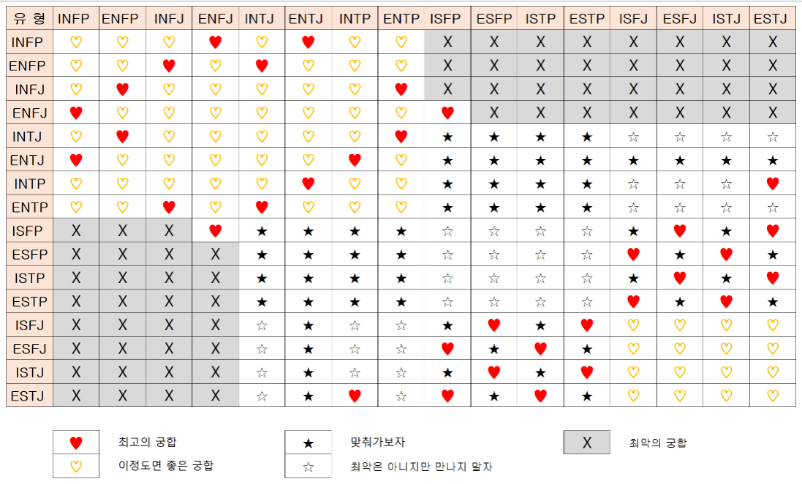 유 형 INFP ENFP INFJ ENFJ INTJ ENTJ INTP ENTP ISFP ESFP ISTP ESTP ISFJ ESFJ ISTJ ESTJ
INFP ♡ ♡ ♡ ♥ ♡ ♥ ♡ ♡ X X X X X X X X
ENFP ♡ ♡ ♥ ♡ ♥ ♡ ♡ ♡ X X X X X X X X
INFJ ♡ ♥ ♡ ♡ ♡ ♡ ♡ ♥ X X X X X X X X
ENFJ ♥ ♡ ♡ ♡ ♡ ♡ ♡ ♡ ♥ X X X X X X X
INTJ ♡ ♥ ♡ ♡ ♡ ♡ ♡ ♥ ★ ★ ★ ★ ☆ ☆ ☆ ☆
ENTJ ♥ ♡ ♡ ♡ ♡ ♡ ♥ ♡ ★ ★ ★ ★ ★ ★ ★ ★
INTP ♡ ♡ ♡ ♡ ♡ ♥ ♡ ♡ ★ ★ ★ ★ ☆ ☆ ☆ ♥
ENTP ♡ ♡ ♥ ♡ ♥ ♡ ♡ ♡ ★ ★ ★ ★ ☆ ☆ ☆ ☆
ISFP X X X ♥ ★ ★ ★ ★ ☆ ☆ ☆ ☆ ★ ♥ ★ ♥
ESFP X X X X ★ ★ ★ ★ ☆ ☆ ☆ ☆ ♥ ★ ♥ ★
ISTP X X X X ★ ★ ★ ★ ☆ ☆ ☆ ☆ ★ ♥ ★ ♥
ESTP X X X X ★ ★ ★ ★ ☆ ☆ ☆ ☆ ♥ ★ ♥ ★
ISFJ X X X X ☆ ★ ☆ ☆ ★ ♥ ★ ♥ ♡ ♡ ♡ ♡
ESFJ X X X X ☆ ★ ☆ ☆ ♥ ★ ♥ ★ ♡ ♡ ♡ ♡
ISTJ X X X X ☆ ★ ☆ ☆ ★ ♥ ★ ♥ ♡ ♡ ♡ ♡
ESTJ X X X X ☆ ★ ♥ ☆ ♥ ★ ♥ ★ ♡ ♡ ♡ ♡
♥ 최고의 궁합 ★ 맞춰가보자 X 최악의 궁합
♡ 이정도면 좋은 궁합 ☆ 최악은 아니지만 만나지 말자